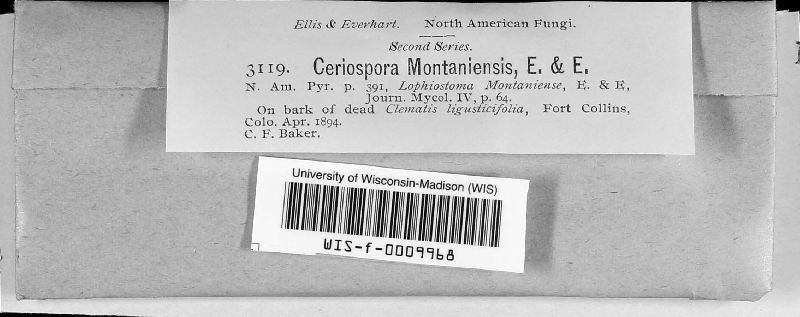 Ellis & Everhart. North American Fungi.
Second Series.
3119. Ceriospora Montaniensis, E. & E.
N. Am. Pyr. p. 391, Lophiostoma Montaniense, E. & E,
Journ. Mycol. IV, p. 64.
On bark of dead Clematis ligusticifolia, Fort Collins,
Colo. Apr. 1894.
C. F. Baker.
University of Wisconsin-Madison (WIS)
WIS-f-0009968